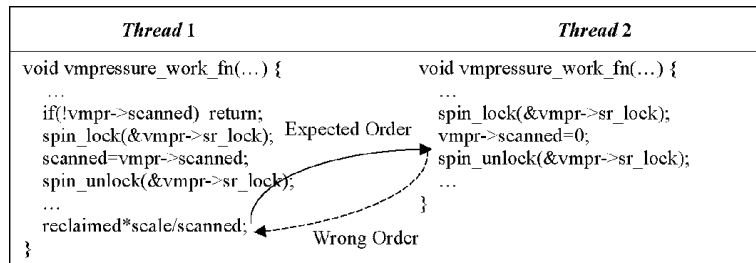 Thread 1
void vmpressure_work_fn(…) {
…
if(!vmpr->scanned) return;
spin_lock(&vmpr->sr_lock);
scanned=vmpr->scanned;
spin_unlock(&vmpr->sr_lock);
…
reclaimed*scale/scanned;
}
Expected Order
Wrong Order
Thread 2
void vmpressure_work_fn(…) {
…
spin_lock(&vmpr->sr_lock);
vmpr->scanned=0;
spin_unlock(&vmpr->sr_lock);
…
}